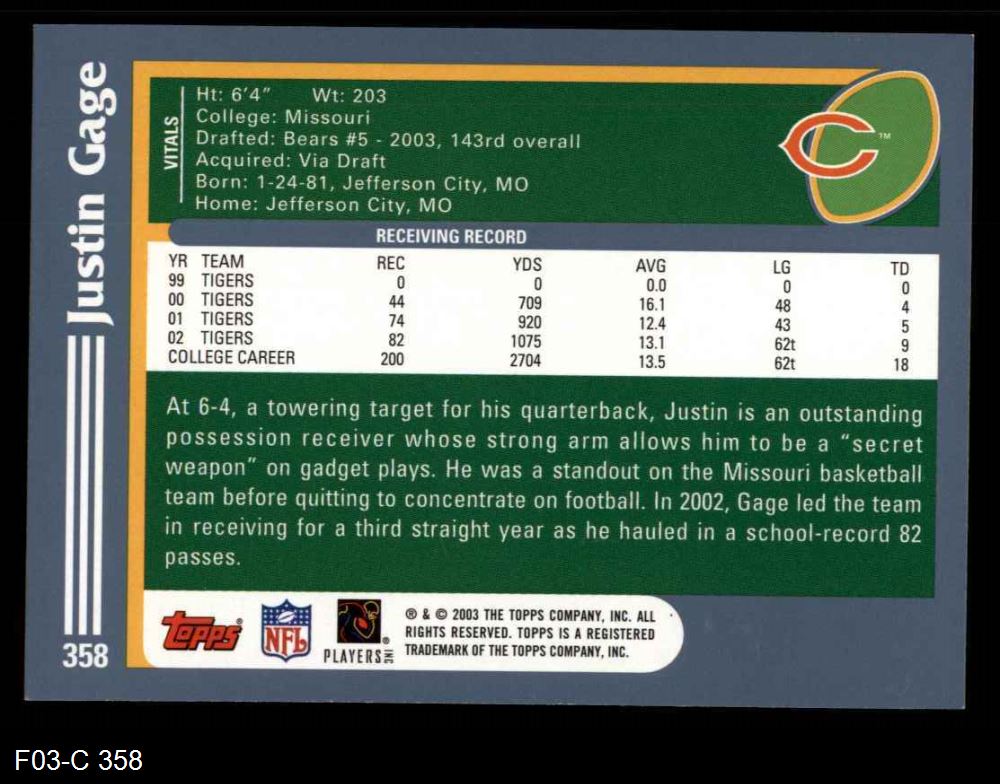 Justin Gage
358
VITALS
Ht: 6'4" Wt: 203
College: Missouri
Drafted: Bears #5 - 2003, 143rd overall
Acquired: Via Draft
Born: 1-24-81, Jefferson City, MO
Home: Jefferson City, MO
C TM
RECEIVING RECORD
YR TEAM REC YDS AVG LG TD
99 TIGERS 0 0 0.0 0 0
00 TIGERS 44 709 16.1 48 4
01 TIGERS 74 920 12.4 43 5
02 TIGERS 82 1075 13.1 62t 9
COLLEGE CAREER 200 2704 13.5 62t 18
At 6-4, a towering target for his quarterback, Justin is an outstanding
possession receiver whose strong arm allows him to be a “secret
weapon” on gadget plays. He was a standout on the Missouri basketball
team before quitting to concentrate on football. In 2002, Gage led the team
in receiving for a third straight year as he hauled in a school-record 82
passes.
Topps®
NFL
PLAYERS INC ®
® & © 2003 THE TOPPS COMPANY, INC. ALL
RIGHTS RESERVED. TOPPS IS A REGISTERED
TRADEMARK OF THE TOPPS COMPANY, INC.
F03-C 358